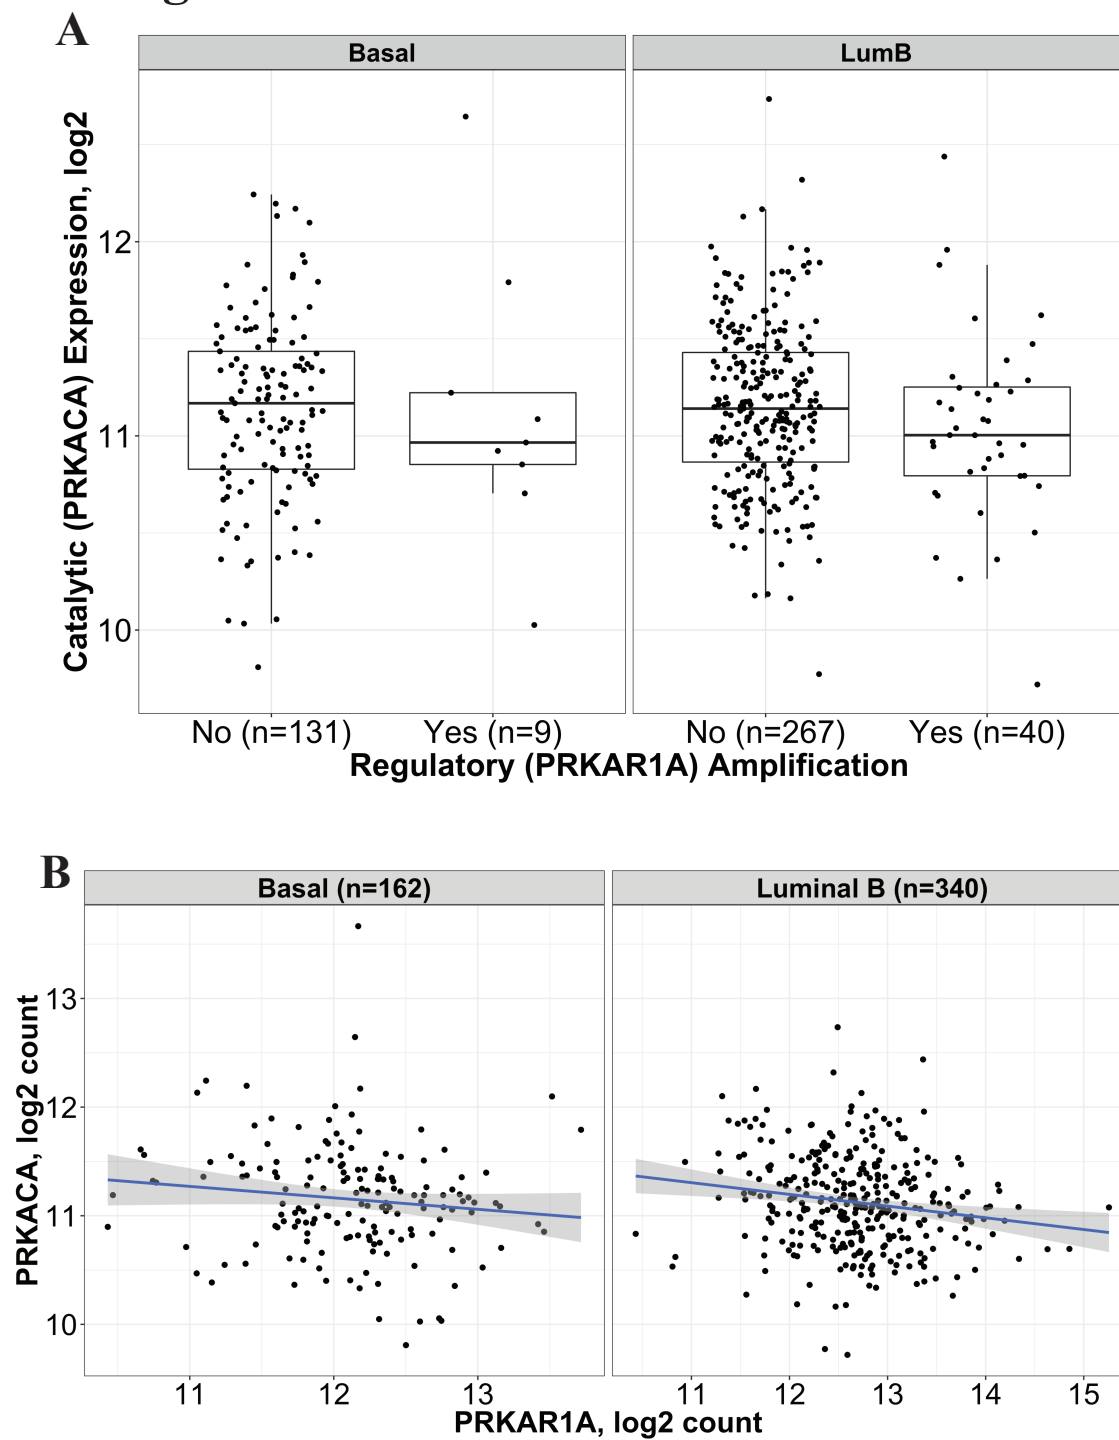 A
Basal
LumB
Catalytic (PRKACA) Expression, log2
12
11
10
No (n=131)
Yes (n=9)
No (n=267)
Yes (n=40)
Regulatory (PRKAR1A) Amplification
B
Basal (n=162)
Luminal B (n=340)
PRKACA, log2 count
13
12
11
10
11
12
13
11
12
13
14
15
PRKAR1A, log2 count